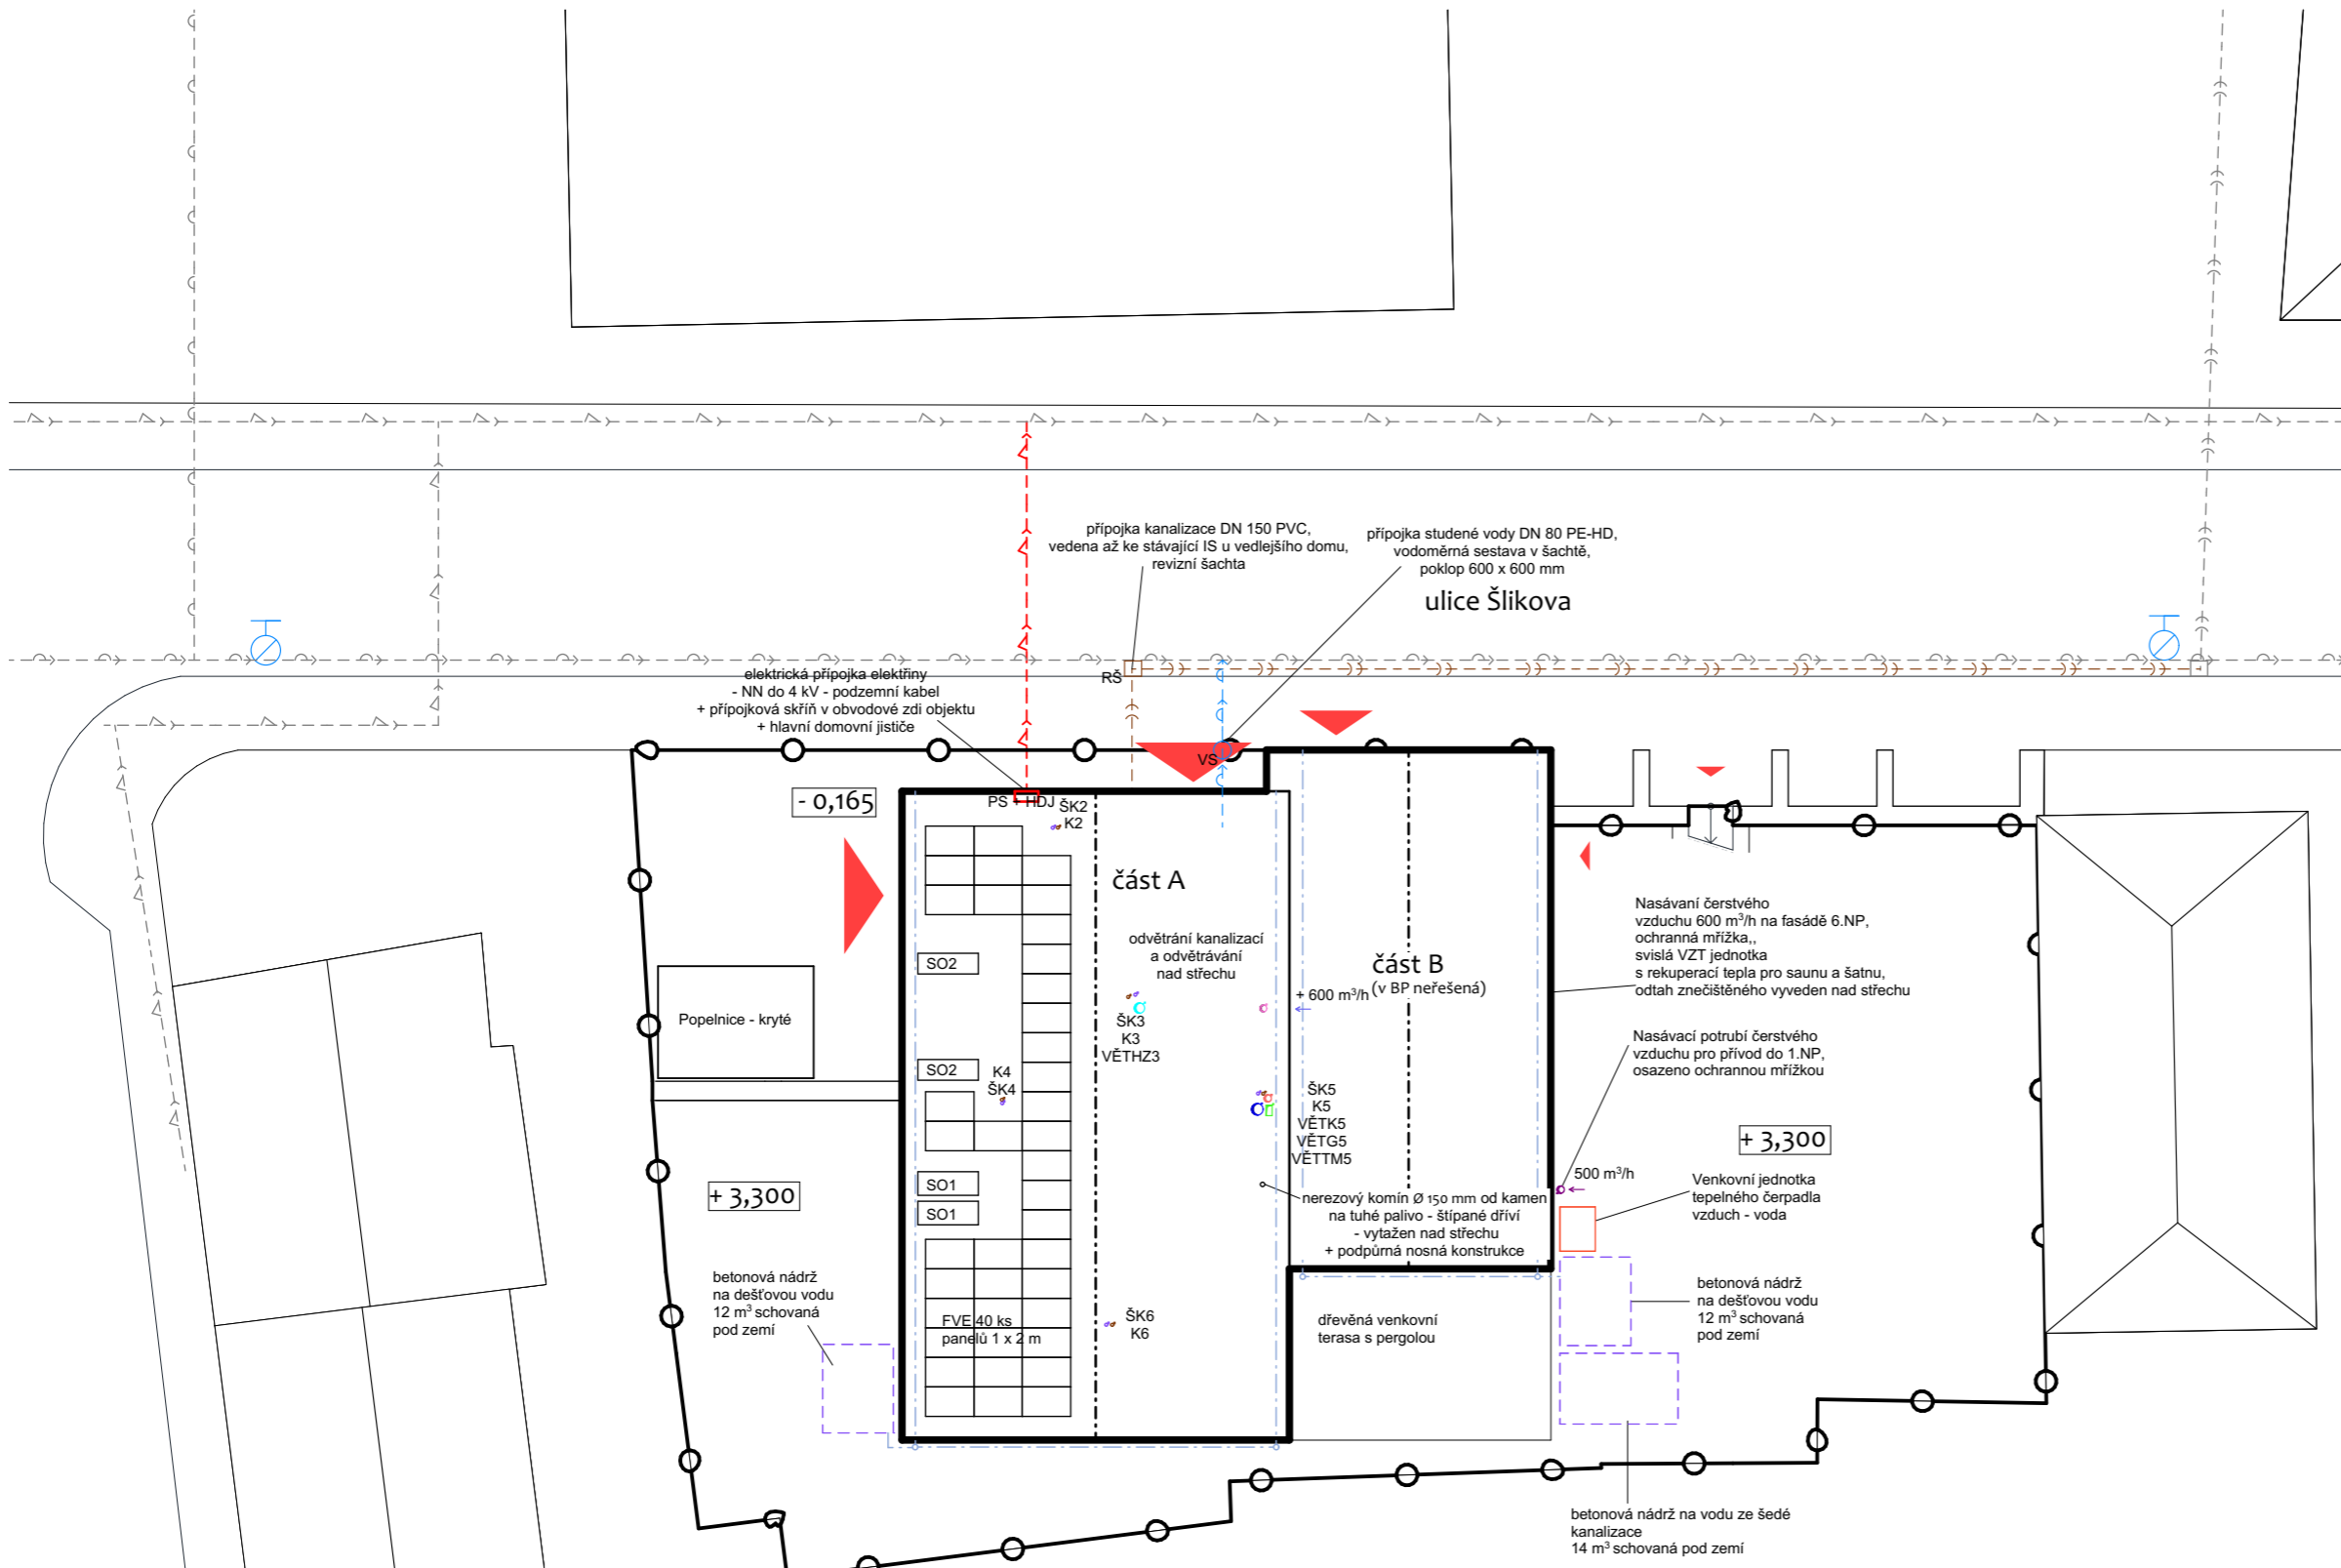 přípojka kanalizace DN 150 PVC,
vedena až ke stávající IS u vedlejšího domu,
revizní šachta
přípojka studené vody DN 80 PE-HD,
vodoměrná sestava v šachtě,
poklop 600 x 600 mm
ulice Šlikova
RŠ
elektrická přípojka elektřiny
- NN do 4 kV - podzemní kabel
+ přípojková skříň v obvodové zdi objektu
+ hlavní domovní jističe
VS
- 0,165
PS + HDJ
ŠK2
K2
část A
odvětrání kanalizací
a odvětrávání
nad střechu
SO2
část B
(v BP neřešená)
+ 600 m³/h
Nasávaní čerstvého
vzduchu 600 m³/h na fasádě 6.NP,
ochranná mřížka,,
svislá VZT jednotka
s rekuperací tepla pro saunu a šatnu,
odtah znečištěného vyveden nad střechu
Popelnice - kryté
ŠK3
K3
VĚTHZ3
Nasávací potrubí čerstvého
vzduchu pro přívod do 1.NP,
osazeno ochrannou mřížkou
SO2
K4
ŠK4
ŠK5
K5
VĚTK5
VĚTG5
VĚTTM5
+ 3,300
500 m³/h
SO1
SO1
+ 3,300
nerezový komín Ø 150 mm od kamen
na tuhé palivo - štípané dříví
- vytažen nad střechu
+ podpůrná nosná konstrukce
Venkovní jednotka
tepelného čerpadla
vzduch - voda
betonová nádrž
na dešťovou vodu
12 m³ schovaná
pod zemí
FVE 40 ks
panelů 1 x 2 m
ŠK6
K6
dřevěná venkovní
terasa s pergolou
betonová nádrž
na dešťovou vodu
12 m³ schovaná
pod zemí
betonová nádrž na vodu ze šedé
kanalizace
14 m³ schovaná pod zemí